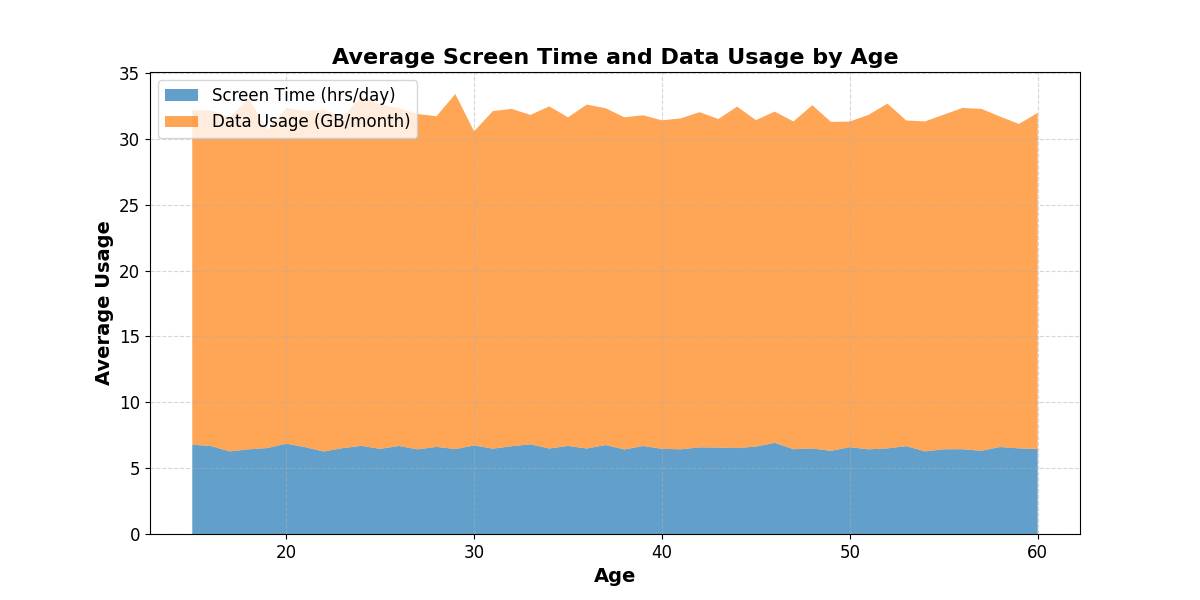 Average Screen Time and Data Usage by Age
Screen Time (hrs/day)
Data Usage (GB/month)
Average Usage
35
30
25
20
15
10
5
0
20 30 40 50 60
Age